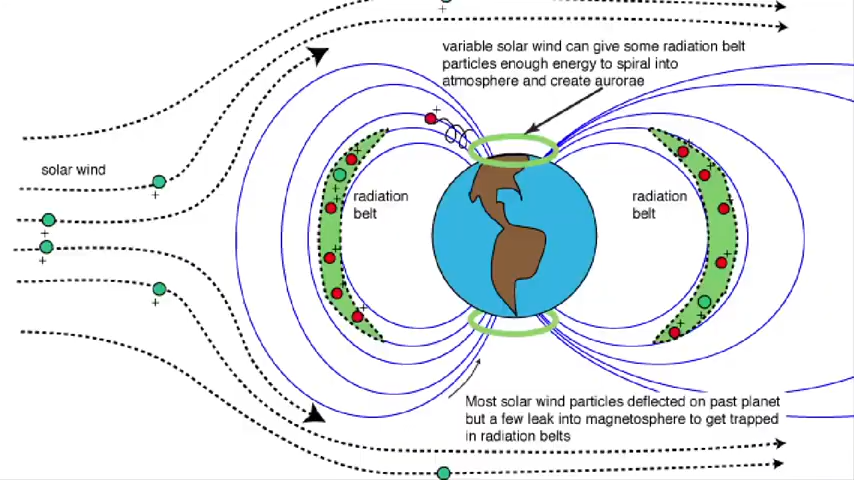 variable solar wind can give some radiation belt
particles enough energy to spiral into
atmosphere and create aurorae
solar wind
radiation
belt
radiation
belt
Most solar wind particles deflected on past planet
but a few leak into magnetosphere to get trapped
in radiation belts